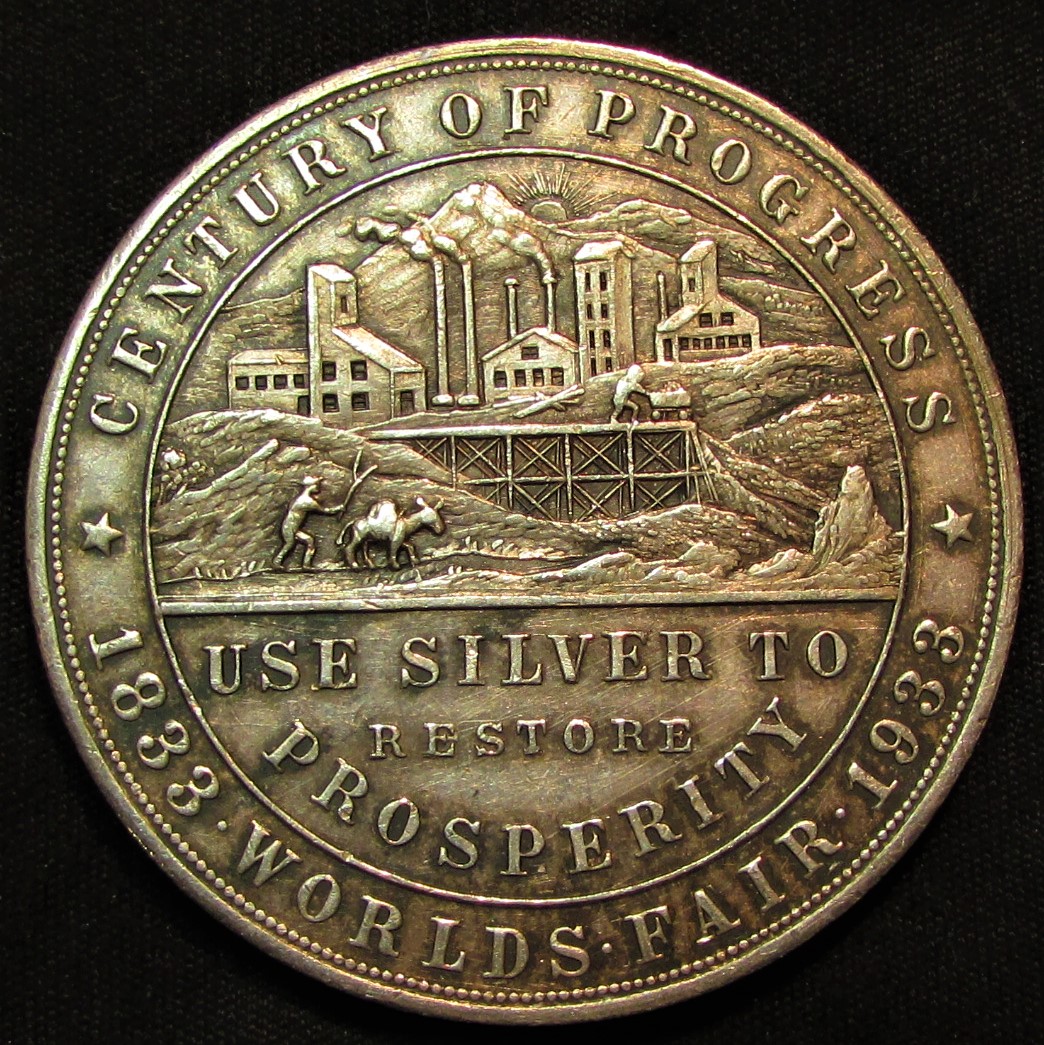 CENTURY OF PROGRESS
USE SILVER TO
RESTORE
PROSPERITY
1833 · WORLDS · FAIR · 1933